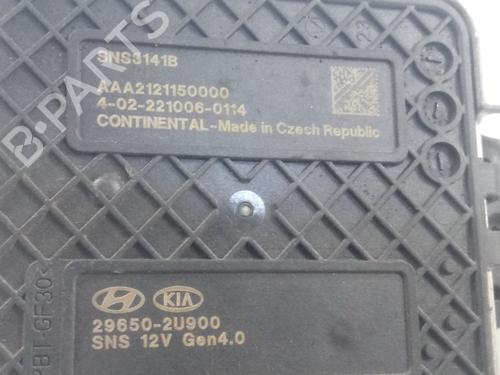 SNS3141B
AAA2121150000
4-02-221006-0114
CONTINENTAL-Made in Czech Republic
KIA
29650-2U900
SNS 12V Gen4.0
PBT-GF30<
B-PARTS
22